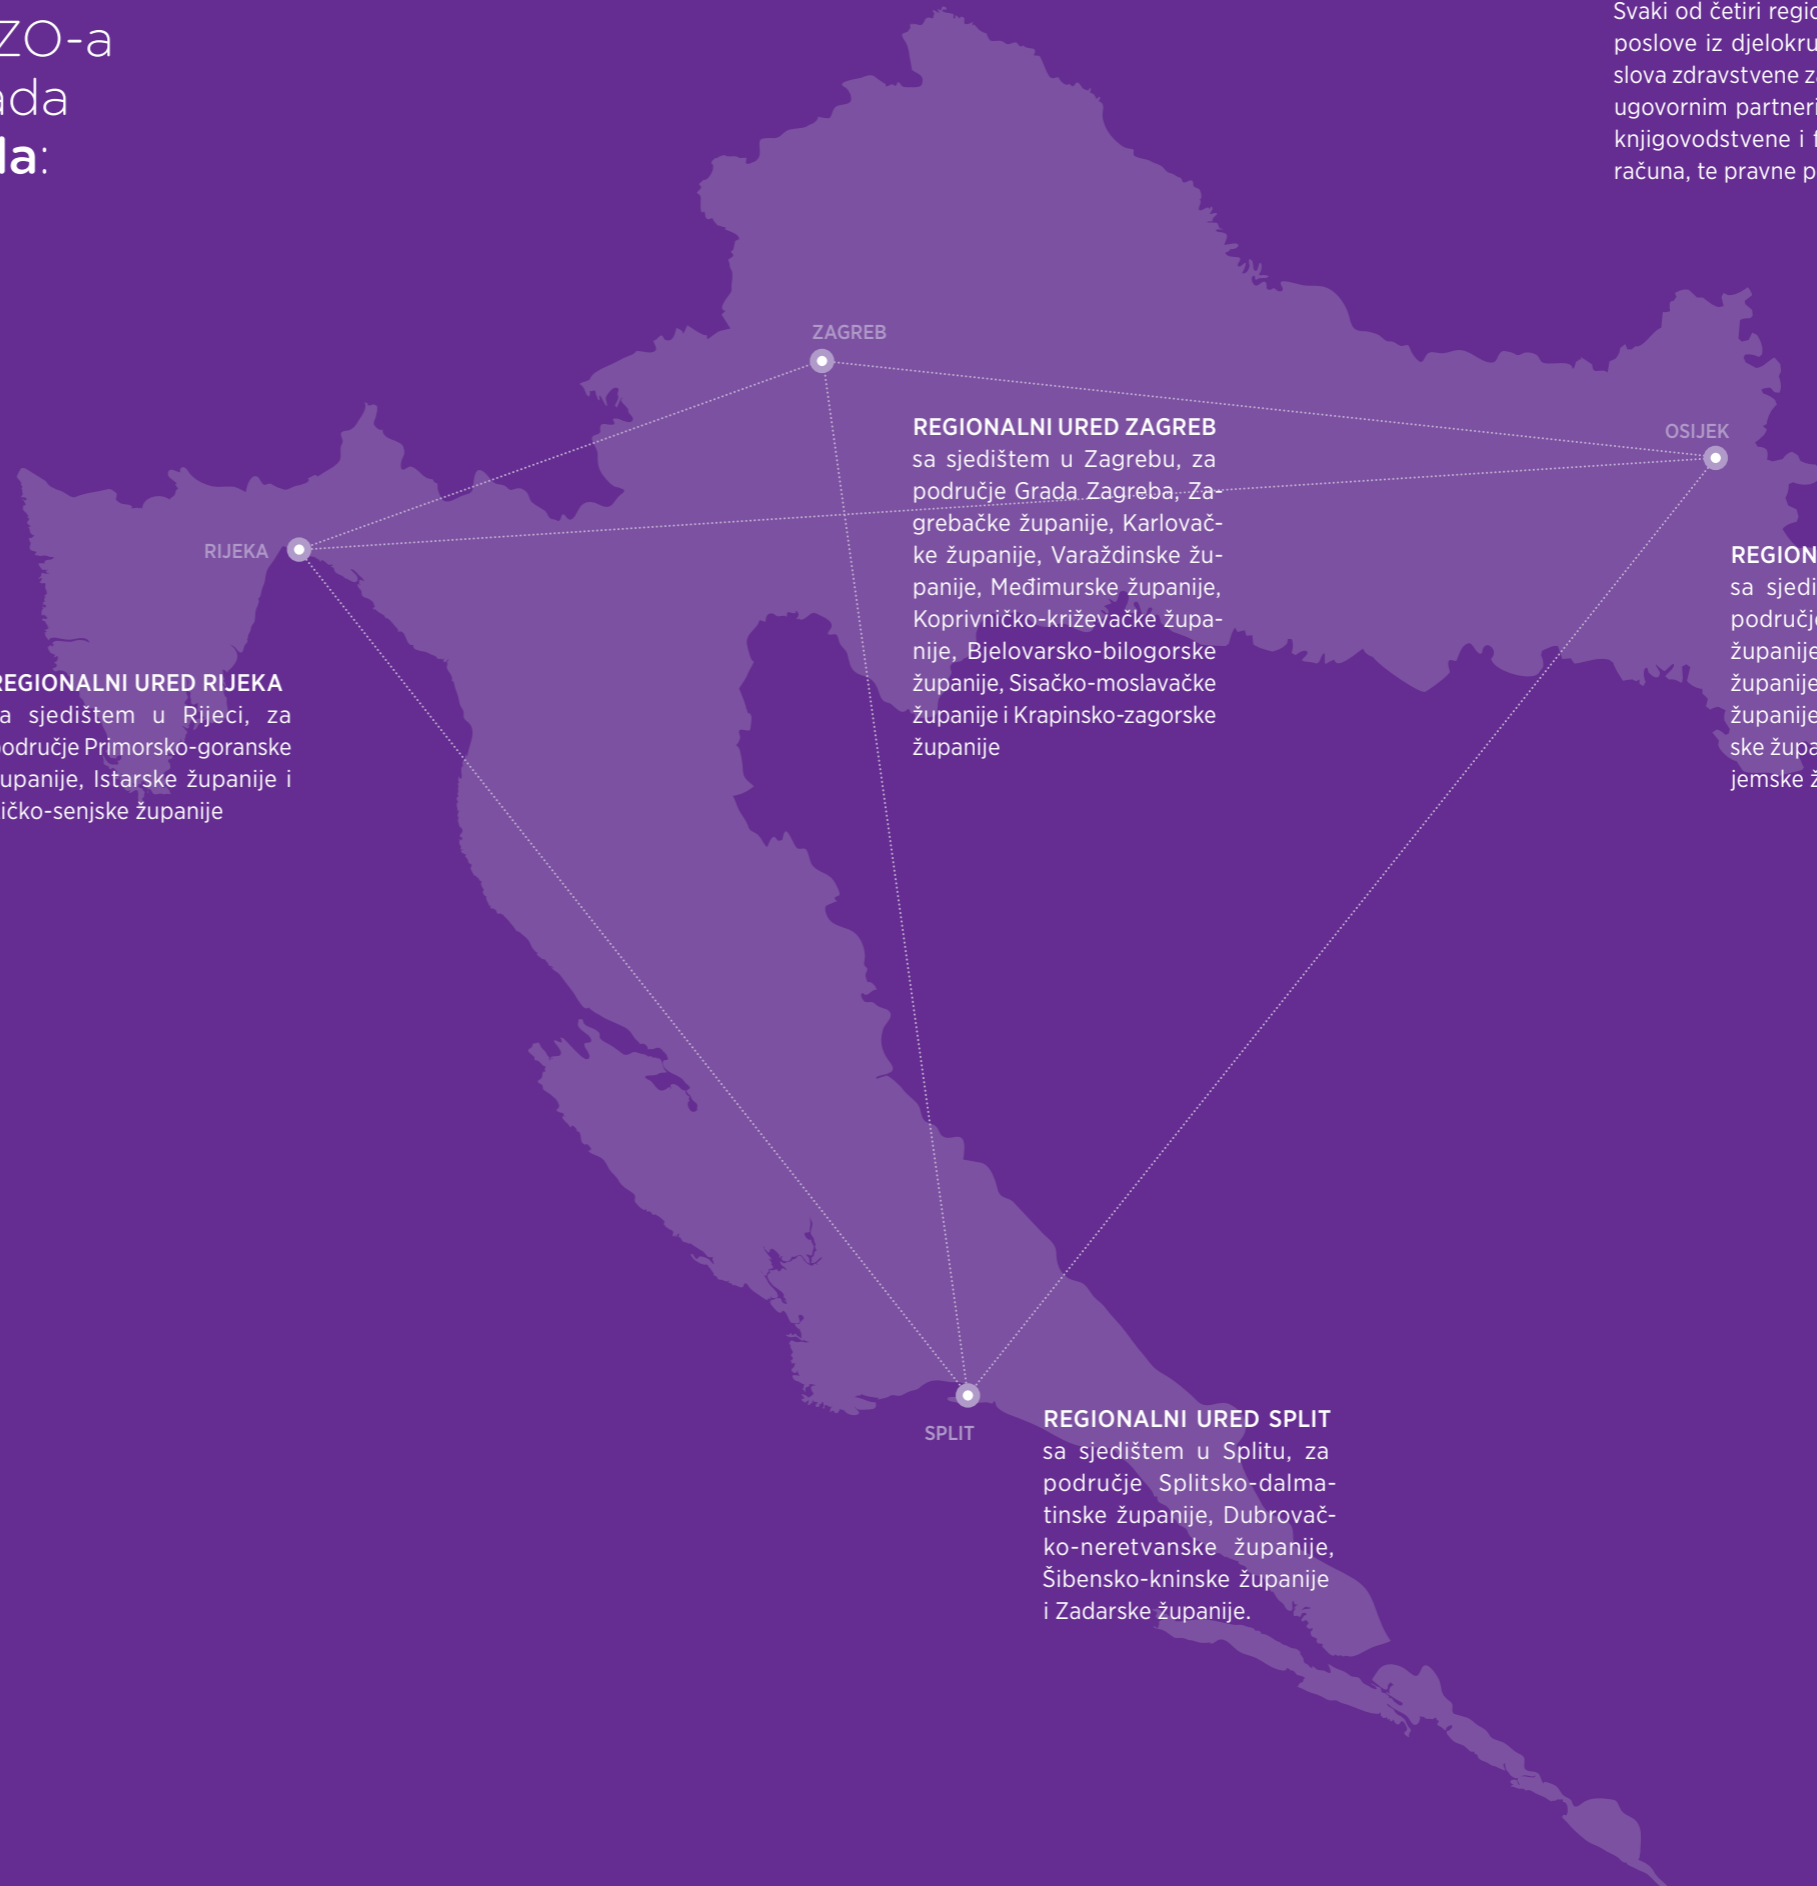 ZO-a
ada
la:
Svaki od četiri regio
poslove iz djelokru
slova zdravstvene za
ugovornim partneri
knjigovodstvene i f
računa, te pravne p
ZAGREB
REGIONALNI URED ZAGREB
sa sjedištem u Zagrebu, za
područje Grada Zagreba, Za-
grebačke županije, Karlovač-
ke županije, Varaždinske žu-
panije, Međimurske županije,
Koprivničko-križevačke župa-
nije, Bjelovarsko-bilogorske
županije, Sisačko-moslavačke
županije i Krapinsko-zagorske
županije
OSIJEK
REGION
sa sjedi
područje
županije
županije
županije
ske župa
jemske ž
RIJEKA
REGIONALNI URED RIJEKA
a sjedištem u Rijeci, za
područje Primorsko-goranske
upanije, Istarske županije i
ičko-senjske županije
SPLIT
REGIONALNI URED SPLIT
sa sjedištem u Splitu, za
područje Splitsko-dalma-
tinske županije, Dubrovač-
ko-neretvanske županije,
Šibensko-kninske županije
i Zadarske županije.